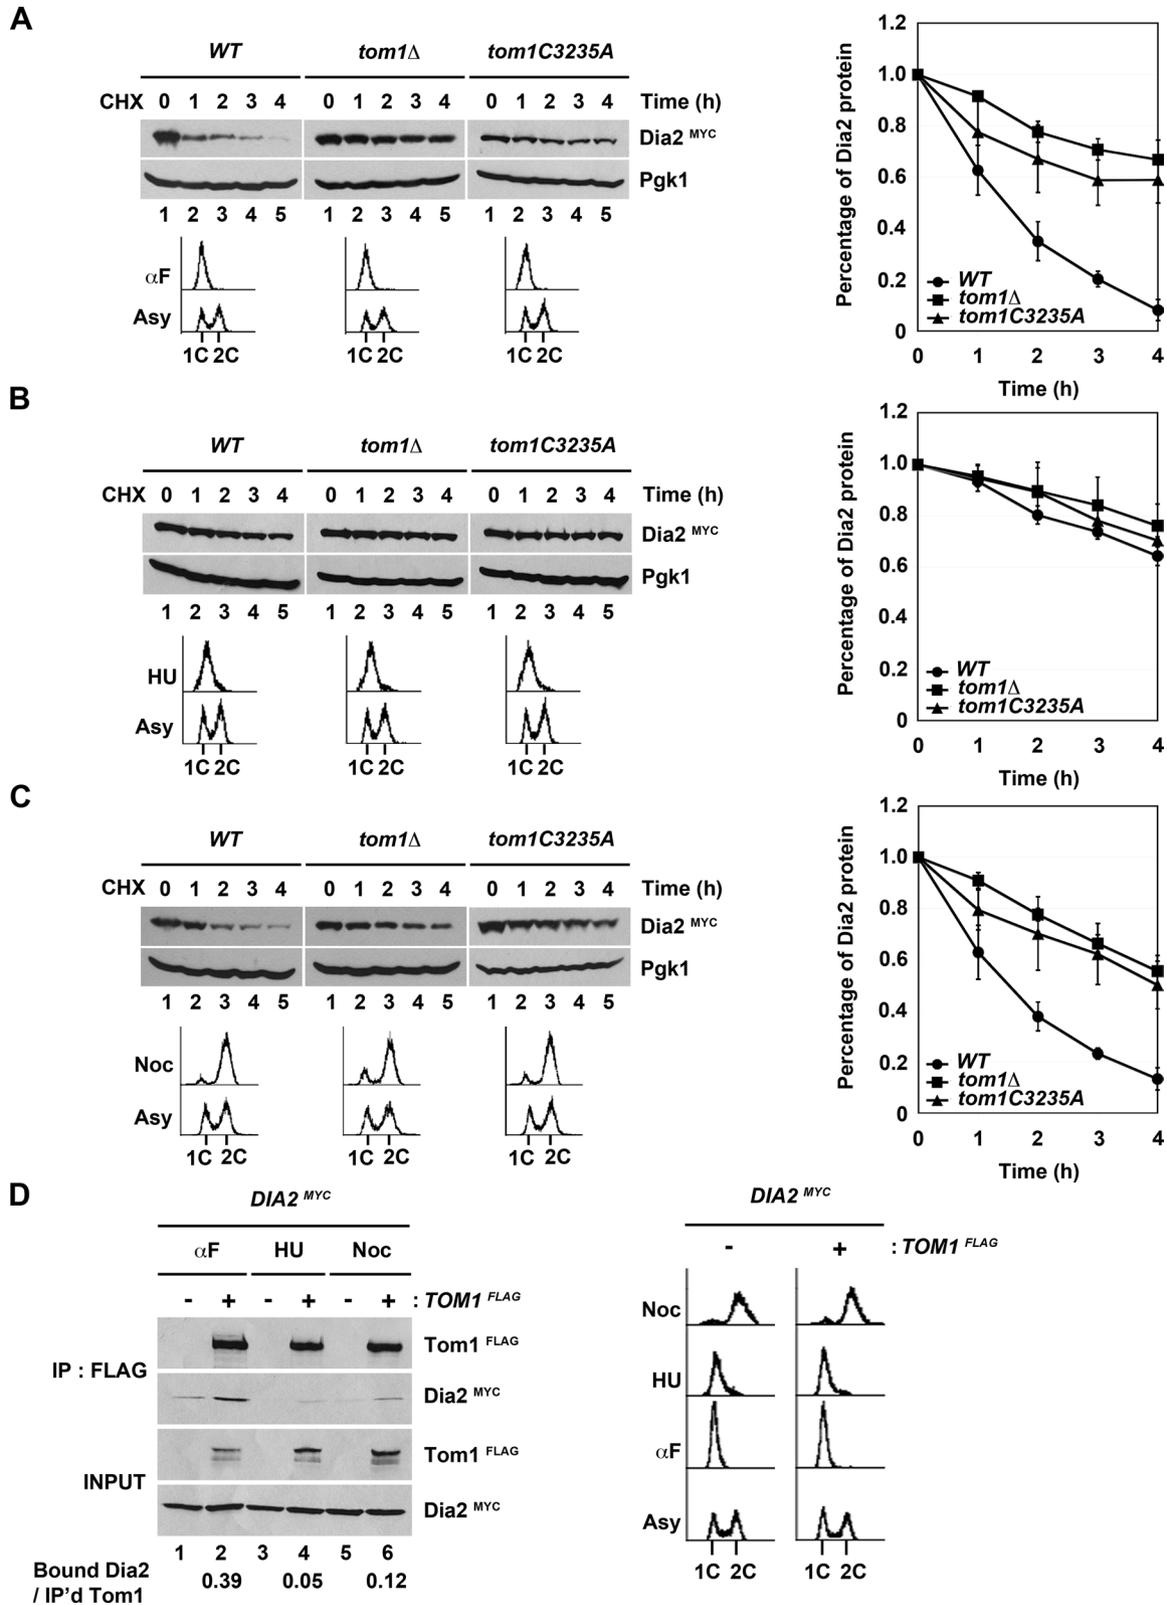 A
WT tom1Δ tom1C3235A
CHX 0 1 2 3 4 0 1 2 3 4 0 1 2 3 4 Time (h)
Dia2 MYC
Pgk1
1 2 3 4 5 1 2 3 4 5 1 2 3 4 5
αF
Asy
1C 2C 1C 2C 1C 2C
Percentage of Dia2 protein
1.2
1.0
0.8
0.6
0.4
0.2
0
WT
tom1Δ
tom1C3235A
0 1 2 3 4
Time (h)
B
WT tom1Δ tom1C3235A
CHX 0 1 2 3 4 0 1 2 3 4 0 1 2 3 4 Time (h)
Dia2 MYC
Pgk1
1 2 3 4 5 1 2 3 4 5 1 2 3 4 5
HU
Asy
1C 2C 1C 2C 1C 2C
Percentage of Dia2 protein
1.2
1.0
0.8
0.6
0.4
0.2
0
WT
tom1Δ
tom1C3235A
0 1 2 3 4
Time (h)
C
WT tom1Δ tom1C3235A
CHX 0 1 2 3 4 0 1 2 3 4 0 1 2 3 4 Time (h)
Dia2 MYC
Pgk1
1 2 3 4 5 1 2 3 4 5 1 2 3 4 5
Noc
Asy
1C 2C 1C 2C 1C 2C
Percentage of Dia2 protein
1.2
1.0
0.8
0.6
0.4
0.2
0
WT
tom1Δ
tom1C3235A
0 1 2 3 4
Time (h)
D
DIA2 MYC
αF HU Noc
- + - + - + : TOM1 FLAG
IP : FLAG
Tom1 FLAG
Dia2 MYC
INPUT
Tom1 FLAG
Dia2 MYC
1 2 3 4 5 6
Bound Dia2
/ IP'd Tom1
0.39 0.05 0.12
DIA2 MYC
- + : TOM1 FLAG
Noc
HU
αF
Asy
1C 2C 1C 2C